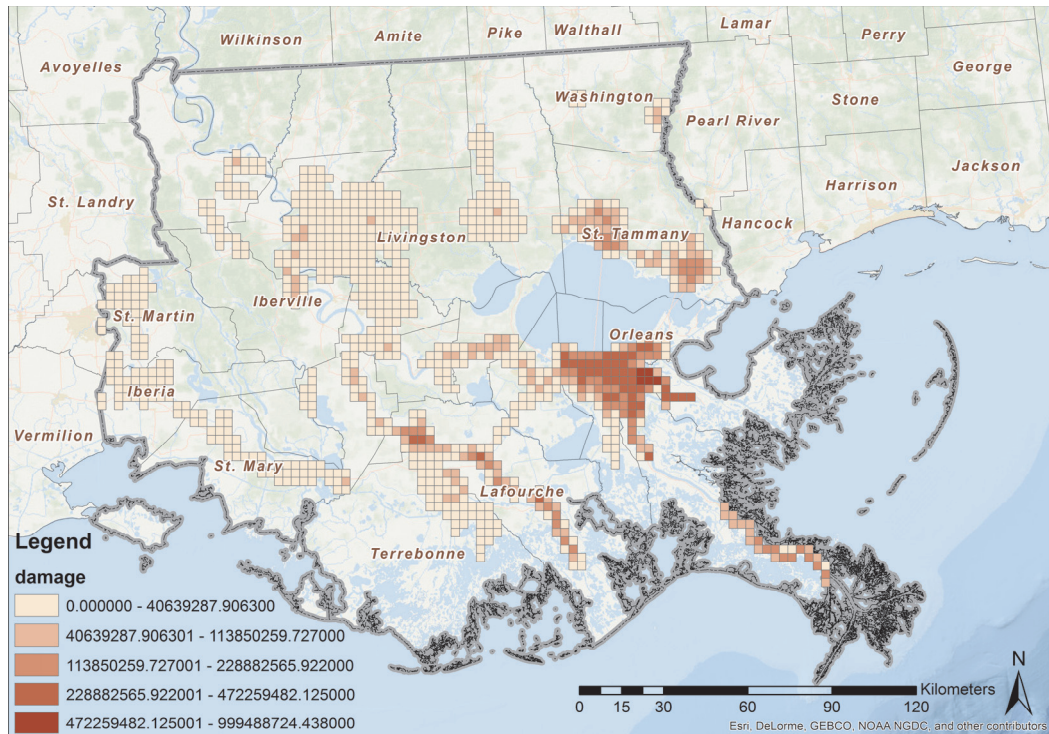 Wilkinson
Amite
Pike
Walthall
Lamar
Perry
Avoyelles
George
Washington
Stone
Pearl River
Jackson
Harrison
St. Landry
Hancock
Livingston
St. Tammany
Iberville
St. Martin
Orleans
Iberia
Vermilion
St. Mary
Lafourche
Terrebonne
Legend
damage
0.000000 - 40639287.906300
40639287.906301 - 113850259.727000
113850259.727001 - 228882565.922000
228882565.922001 - 472259482.125000
472259482.125001 - 999488724.438000
N
Kilometers
0 15 30 60 90 120
Esri, DeLorme, GEBCO, NOAA NGDC, and other contributors